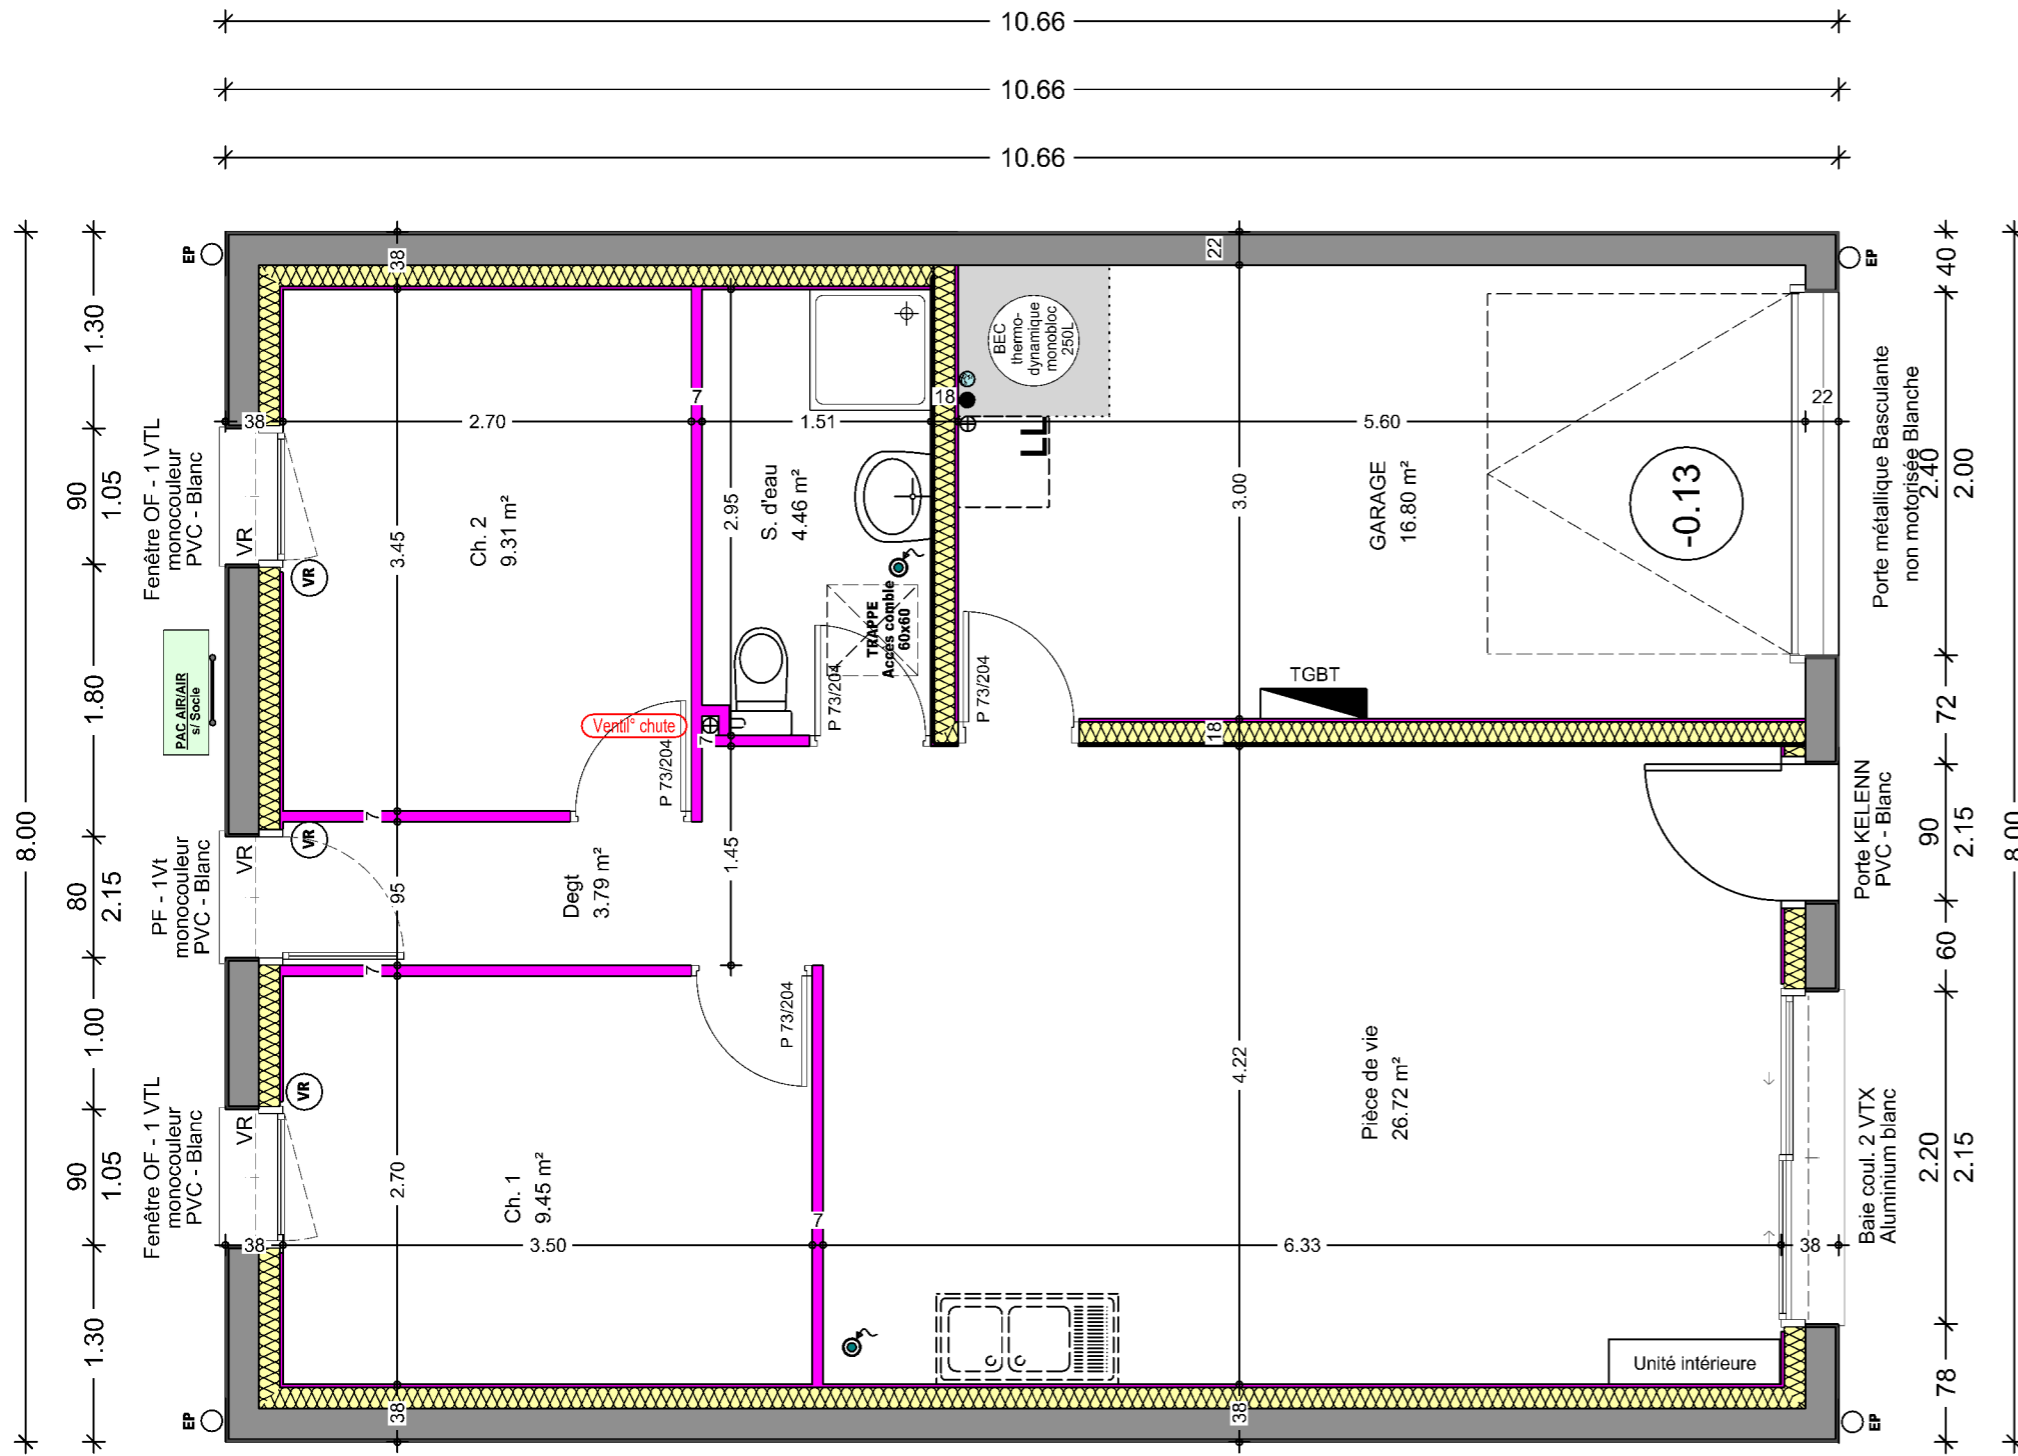 10.66
10.66
10.66
8.00
1.30
90
1.05
1.80
80
2.15
1.00
90
1.05
1.30
EP
Fenêtre OF - 1 VTL
monocouleur
PVC - Blanc
VR
VR
PAC AIR/AIR
s/ Socle
PF - 1Vt
monocouleur
PVC - Blanc
VR
VR
Fenêtre OF - 1 VTL
monocouleur
PVC - Blanc
VR
VR
EP
38
38
2.70
7
1.51
18
3.45
Ch. 2
9.31 m²
2.95
S. d'eau
4.46 m²
TRAPPE
Accès comble
60x60
P 73/204
Ventil° chute
P 73/204
7
7
95
7
Degt
3.79 m²
1.45
P 73/204
2.70
Ch. 1
9.45 m²
38
3.50
7
38
22
BEC
thermo-
dynamique
monobloc
250L
LL
5.60
22
3.00
GARAGE
16.80 m²
-0.13
P 73/204
TGBT
18
4.22
Pièce de vie
26.72 m²
6.33
38
Unité intérieure
38
EP
40
Porte métallique Basculante
non motorisée Blanche
2.40
2.00
72
Porte KELENN
PVC - Blanc
90
2.15
60
Baie coul. 2 VTX
Aluminium blanc
2.20
2.15
78
EP
8.00